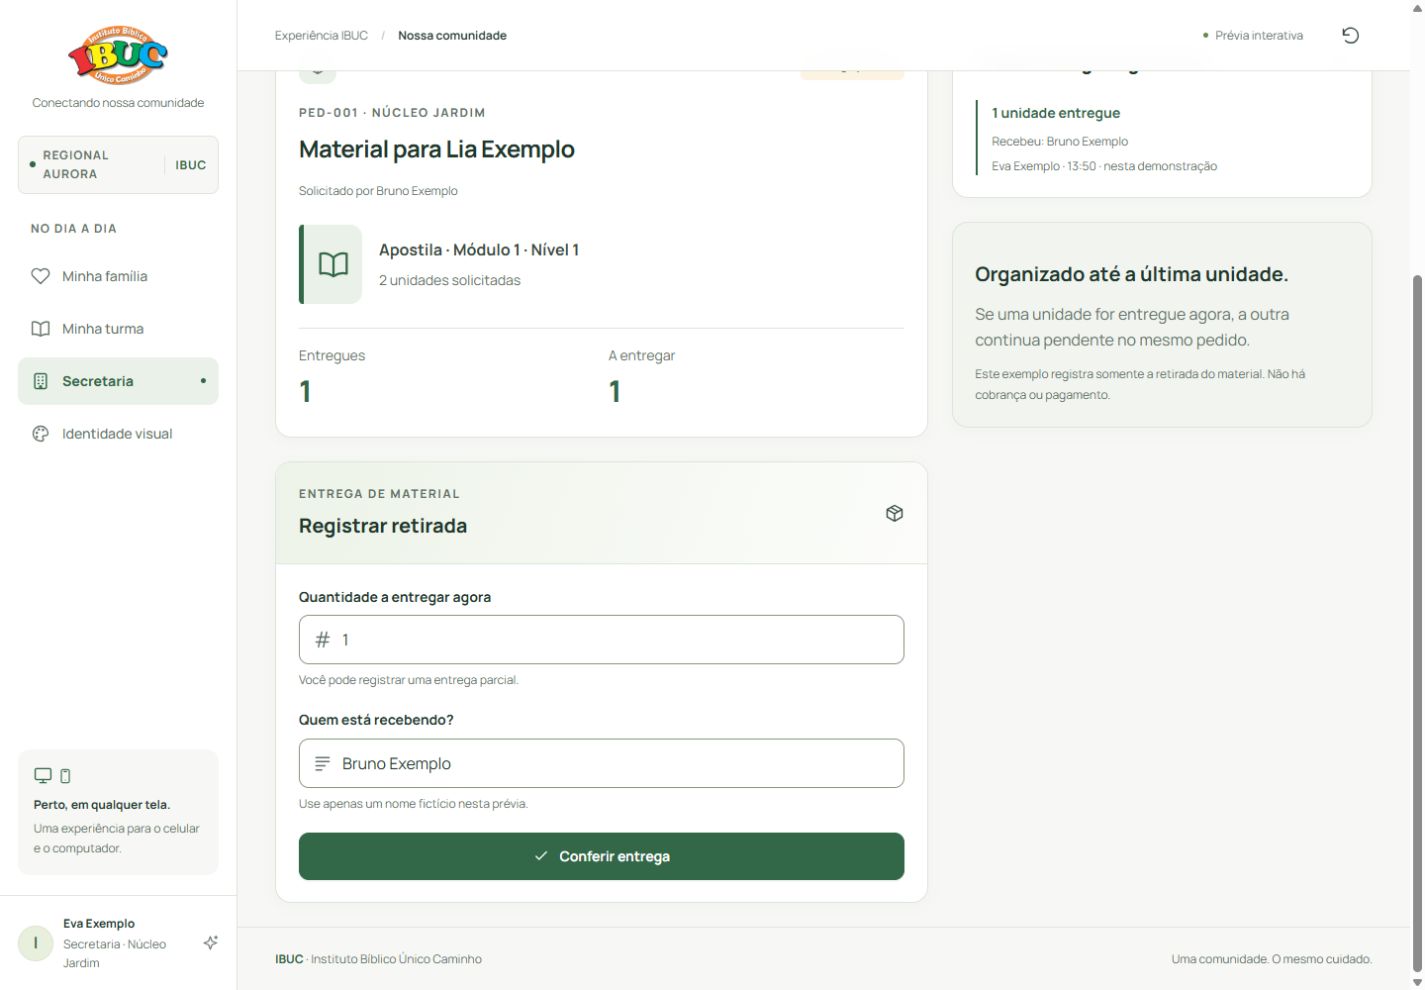 Instituto Bíblico
IBUC
Único Caminho
Conectando nossa comunidade
REGIONAL
AURORA
IBUC
NO DIA A DIA
Minha família
Minha turma
Secretaria
Identidade visual
Perto, em qualquer tela.
Uma experiência para o celular
e o computador.
I
Eva Exemplo
Secretaria · Núcleo
Jardim
Experiência IBUC / Nossa comunidade
Prévia interativa
PED-001 · NÚCLEO JARDIM
Material para Lia Exemplo
Solicitado por Bruno Exemplo
Apostila · Módulo 1 · Nível 1
2 unidades solicitadas
Entregues
1
A entregar
1
ENTREGA DE MATERIAL
Registrar retirada
Quantidade a entregar agora
# 1
Você pode registrar uma entrega parcial.
Quem está recebendo?
Bruno Exemplo
Use apenas um nome fictício nesta prévia.
Conferir entrega
1 unidade entregue
Recebeu: Bruno Exemplo
Eva Exemplo · 13:50 · nesta demonstração
Organizado até a última unidade.
Se uma unidade for entregue agora, a outra
continua pendente no mesmo pedido.
Este exemplo registra somente a retirada do material. Não há
cobrança ou pagamento.
IBUC · Instituto Bíblico Único Caminho
Uma comunidade. O mesmo cuidado.